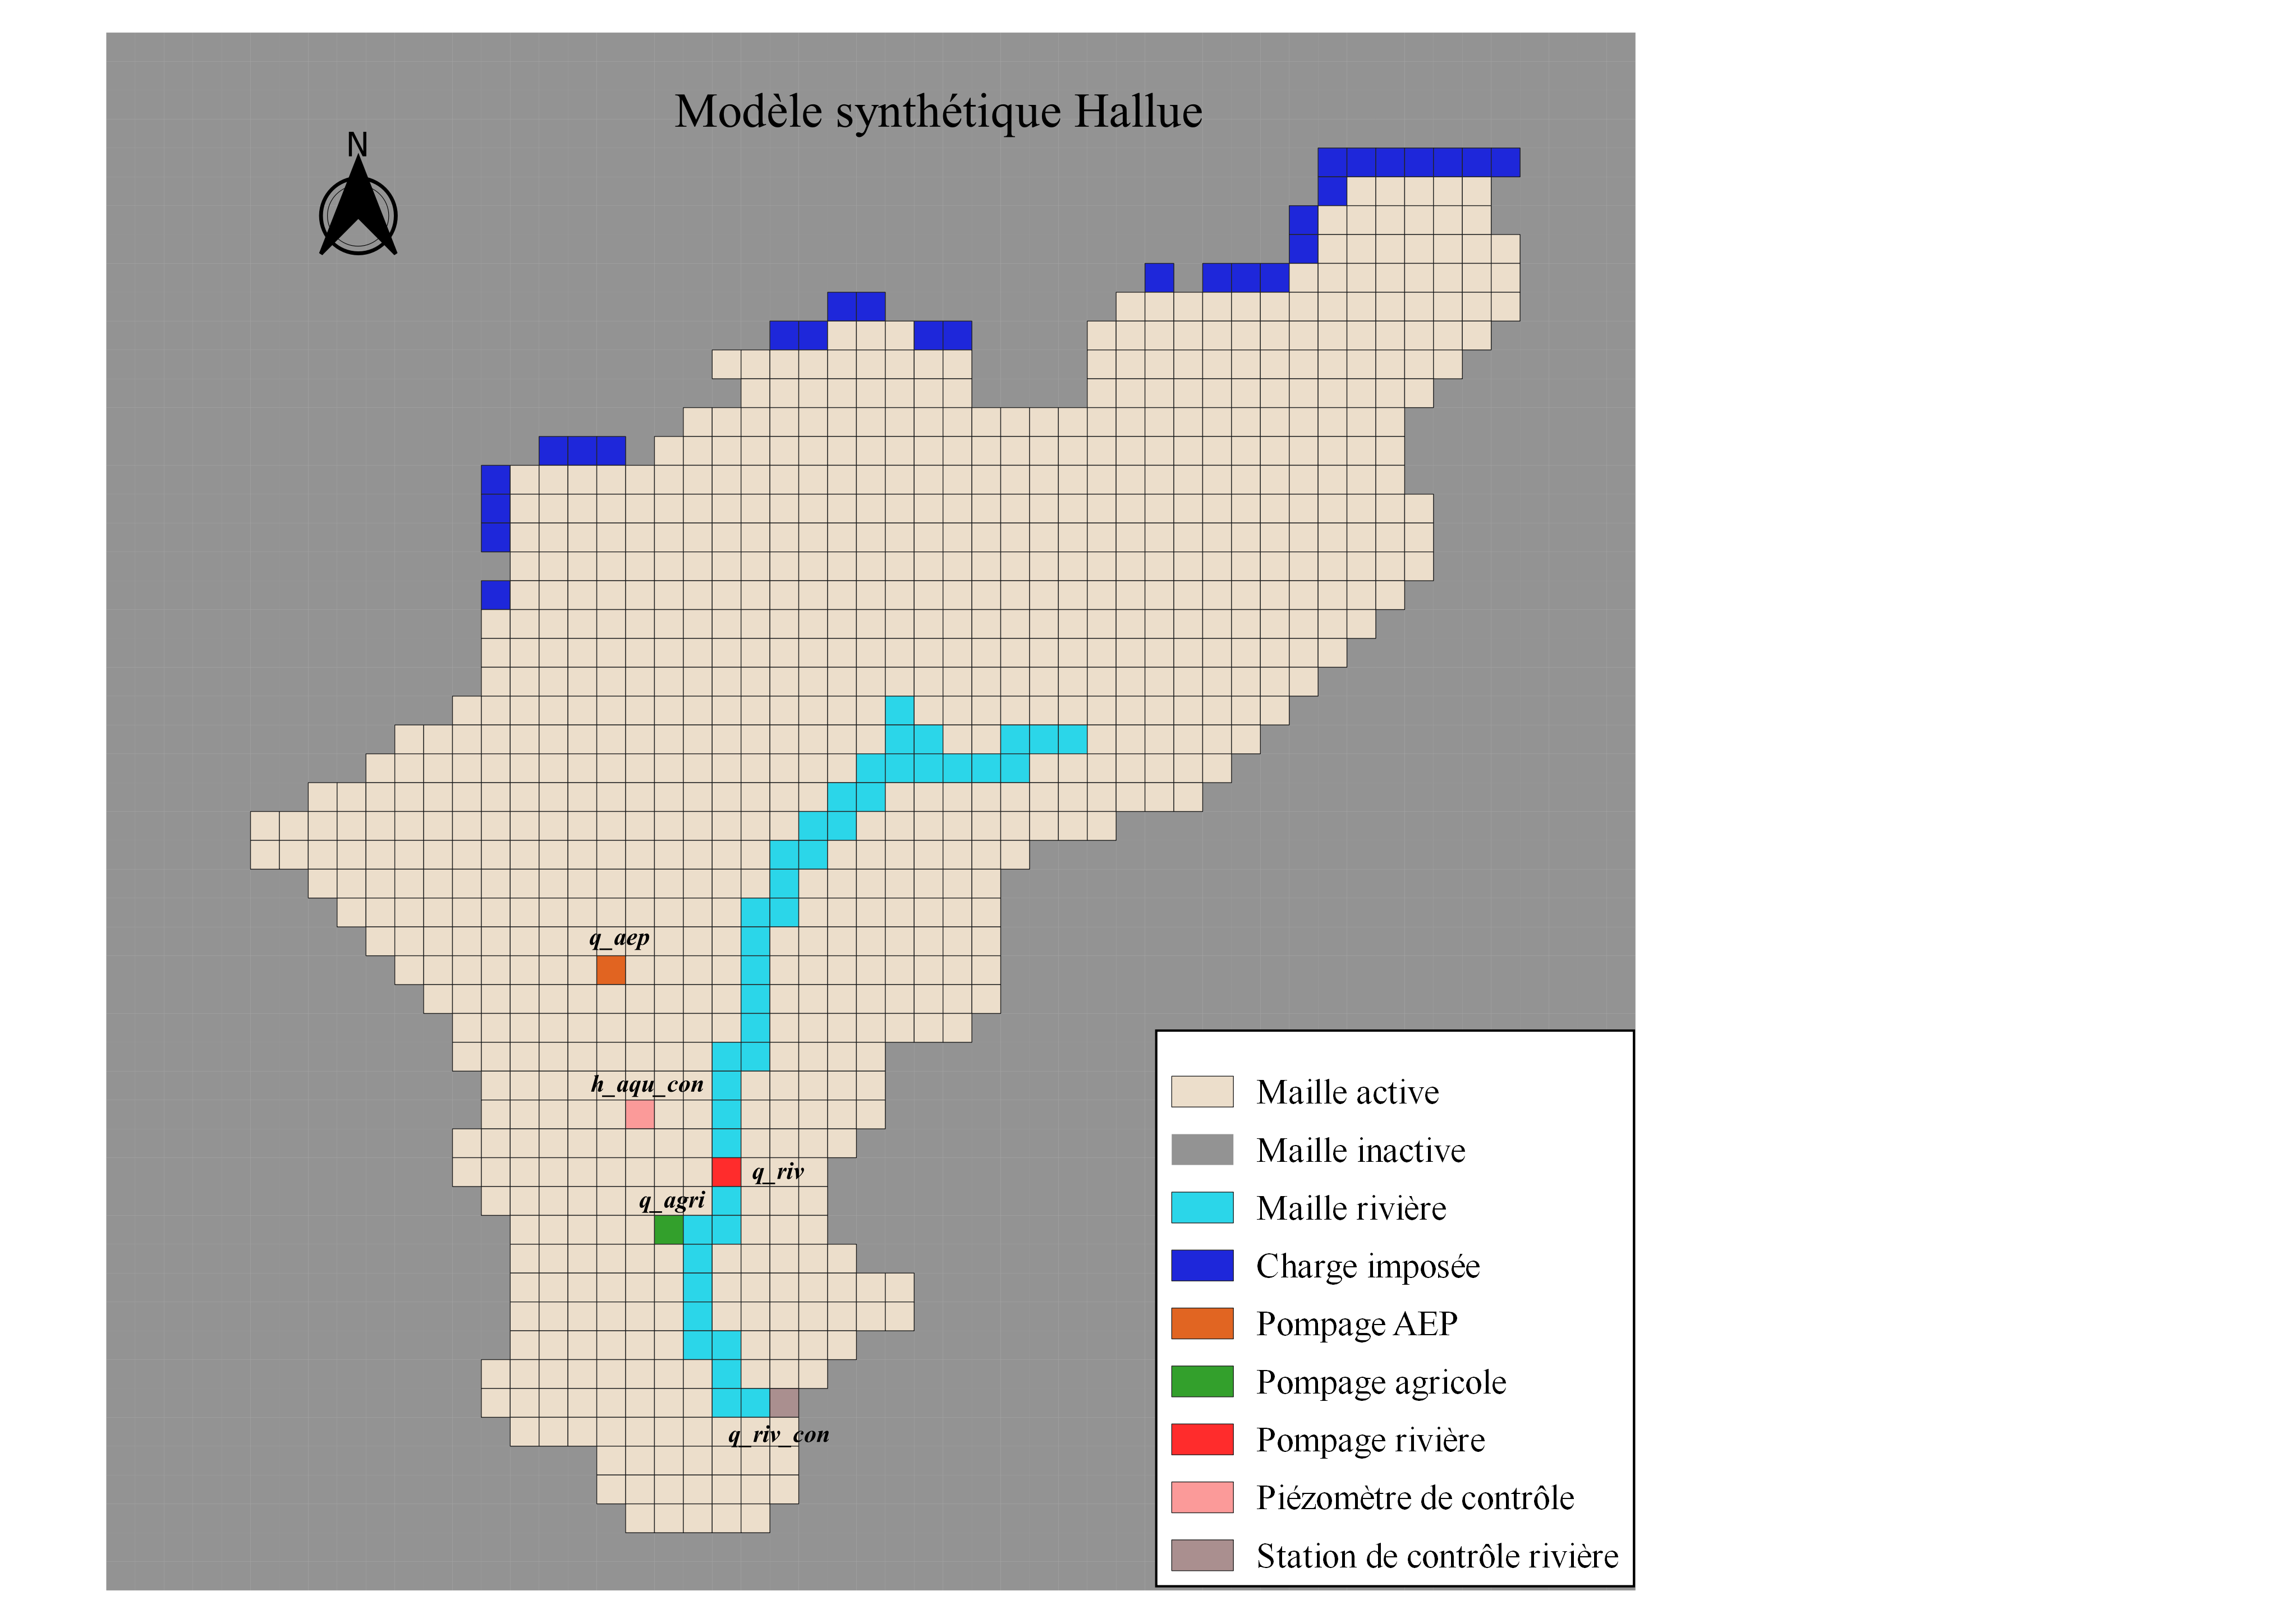 Modèle synthétique Hallue
N
q_aep
h_aqu_con
q_riv
q_agri
q_riv_con
Maille active
Maille inactive
Maille rivière
Charge imposée
Pompage AEP
Pompage agricole
Pompage rivière
Piézomètre de contrôle
Station de contrôle rivière